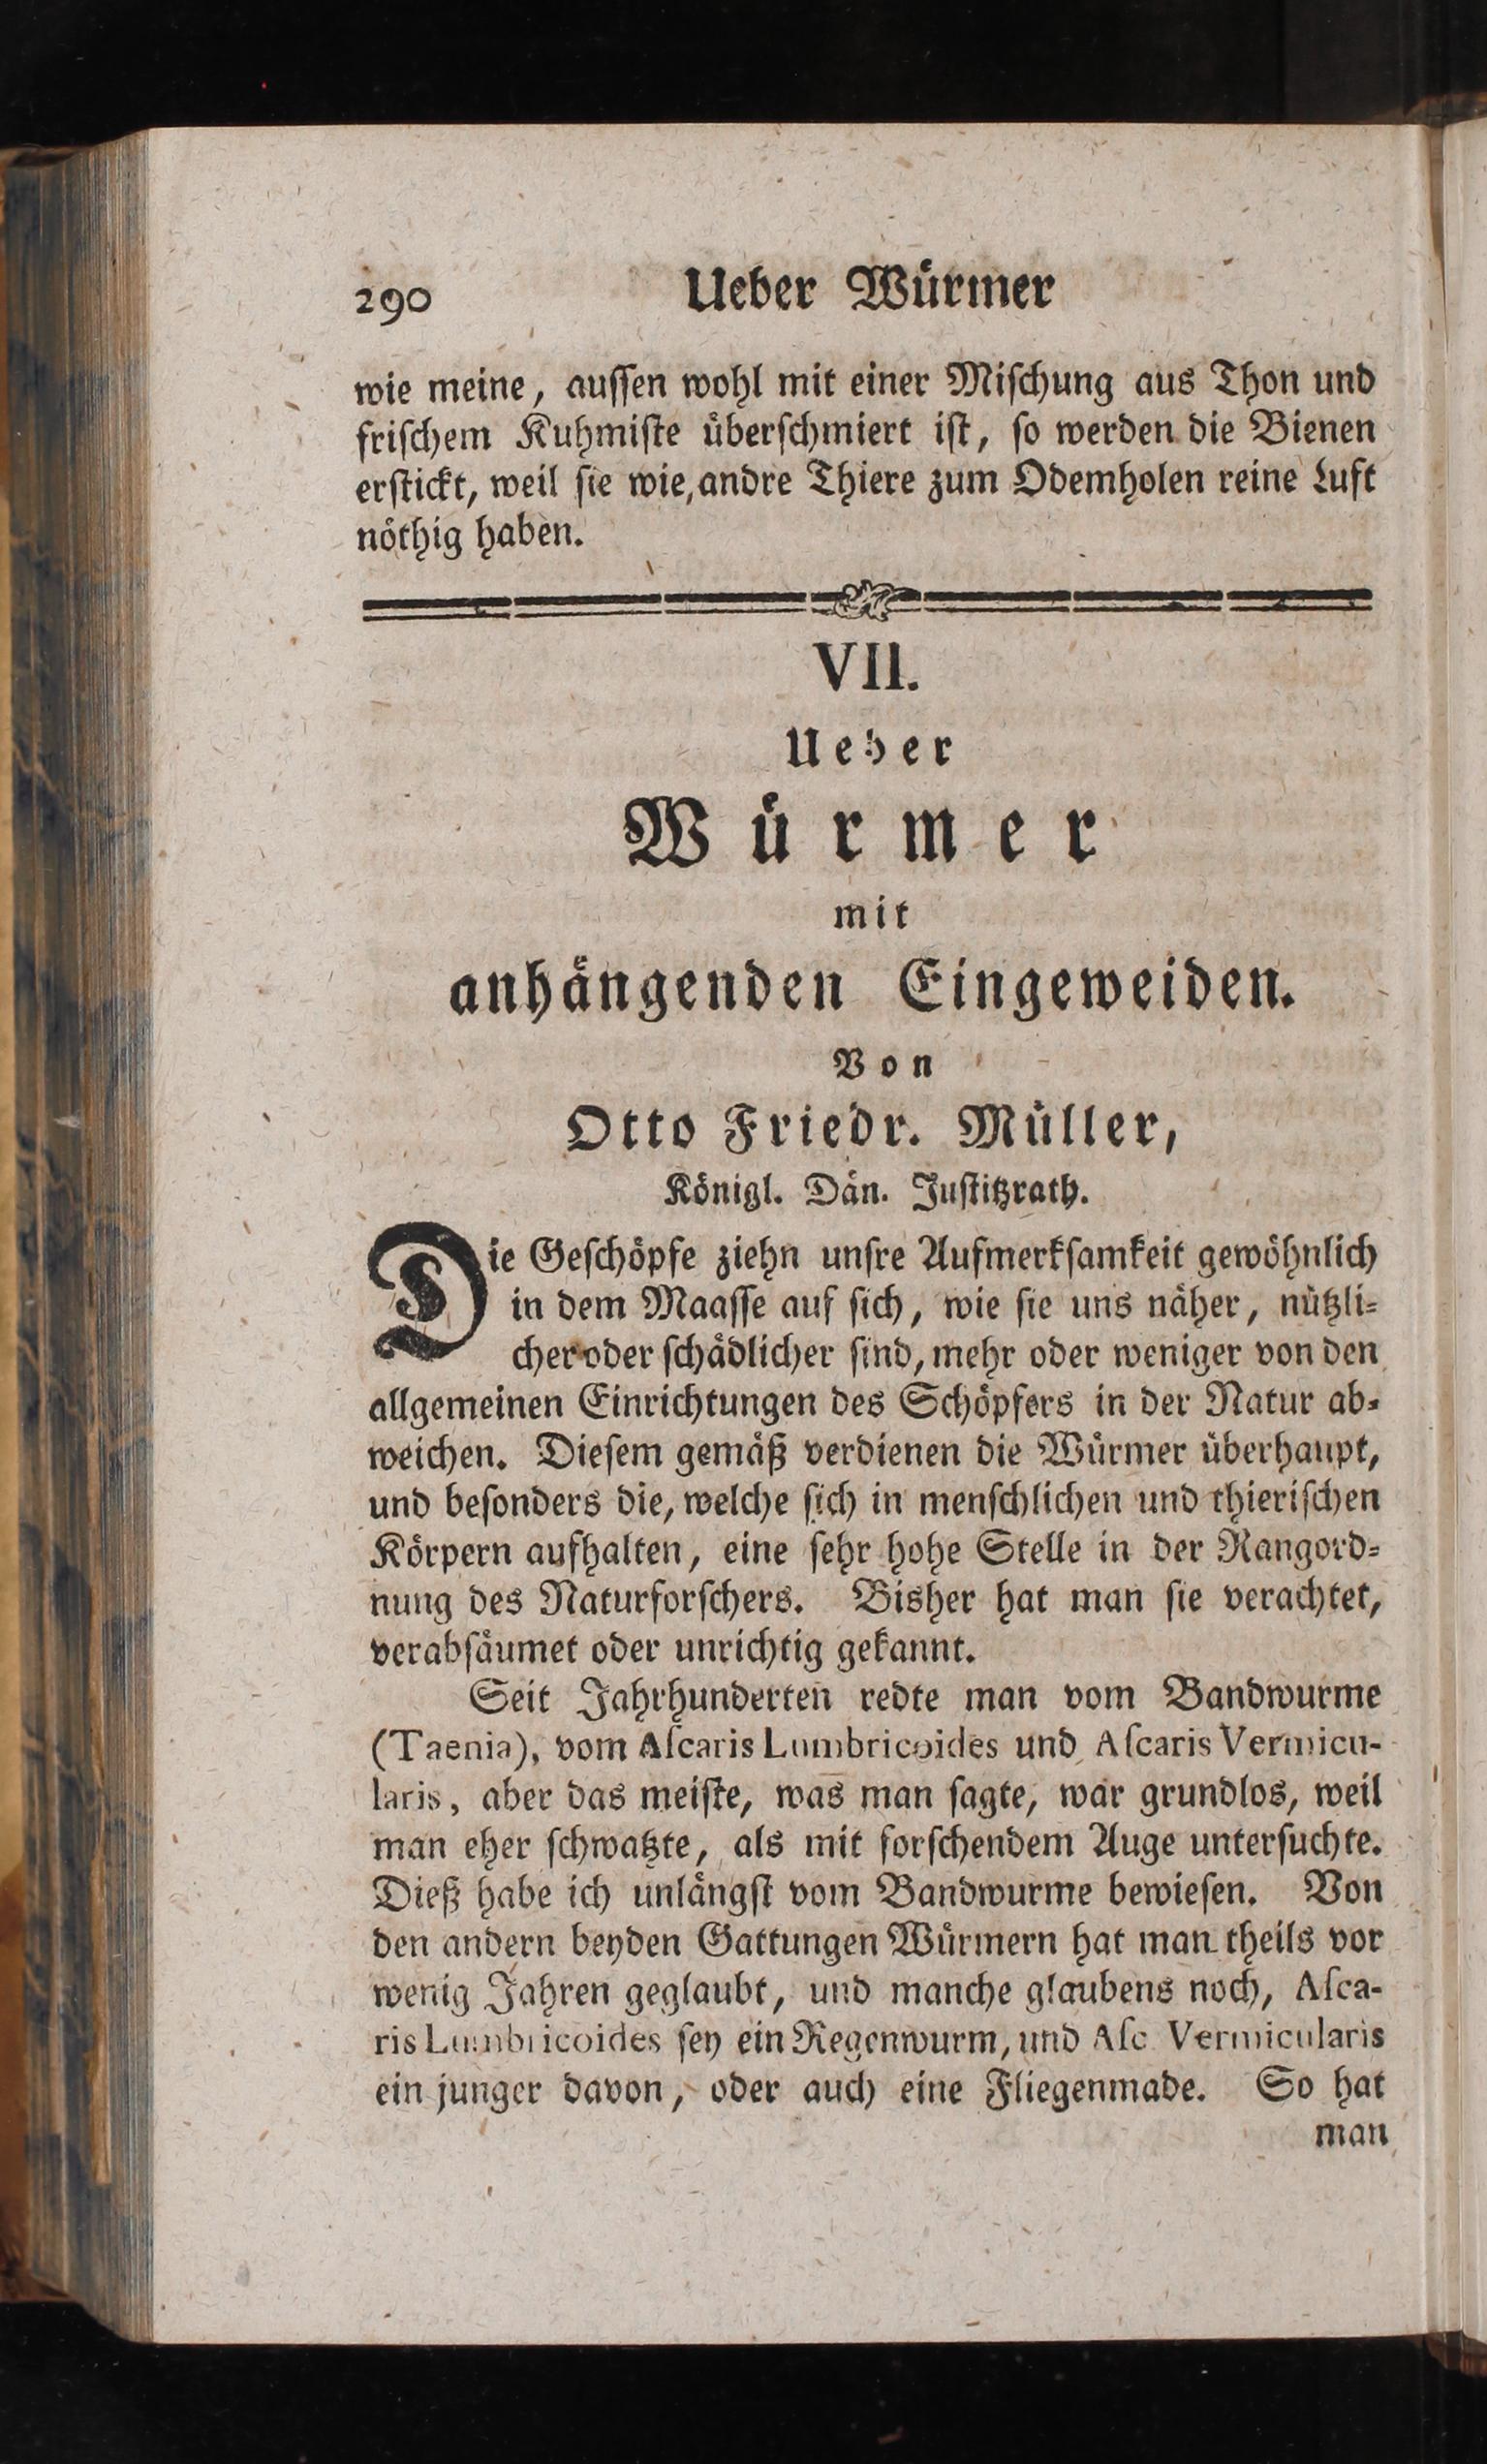 290 Ueber Würmer
wie meine, auſſen wohl mit einer Miſchung aus Thon und
friſchem Kuhmiſte überſchmiert iſt, ſo werden die Bienen
erſtickt, weil ſie wie, andre Thiere zum Odemholen reine Luft
nöthig haben.
VII.
Ueber
Würmer
mit
anhängenden Eingeweiden.
Von
Otto Friedr. Müller,
Königl. Dän. Juſtitzrath.
Die Geſchöpfe ziehn unſre Aufmerkſamkeit gewöhnlich
in dem Maaſſe auf ſich, wie ſie uns näher, nützli-
cher oder ſchädlicher ſind, mehr oder weniger von den
allgemeinen Einrichtungen des Schöpfers in der Natur ab-
weichen. Dieſem gemäß verdienen die Würmer überhaupt,
und beſonders die, welche ſich in menſchlichen und thieriſchen
Körpern aufhalten, eine ſehr hohe Stelle in der Rangord-
nung des Naturforſchers. Bisher hat man ſie verachtet,
verabſäumet oder unrichtig gekannt.
Seit Jahrhunderten redte man vom Bandwurme
(Taenia), vom Aſcaris Lumbricoides und Aſcaris Vermicu-
laris, aber das meiſte, was man ſagte, war grundlos, weil
man eher ſchwatzte, als mit forſchendem Auge unterſuchte.
Dieß habe ich unlängſt vom Bandwurme bewieſen. Von
den andern beyden Gattungen Würmern hat man theils vor
wenig Jahren geglaubt, und manche glaubens noch, Aſca-
ris Lumbricoides ſey ein Regenwurm, und Aſc Vermicularis
ein junger davon, oder auch eine Fliegenmade. So hat
man